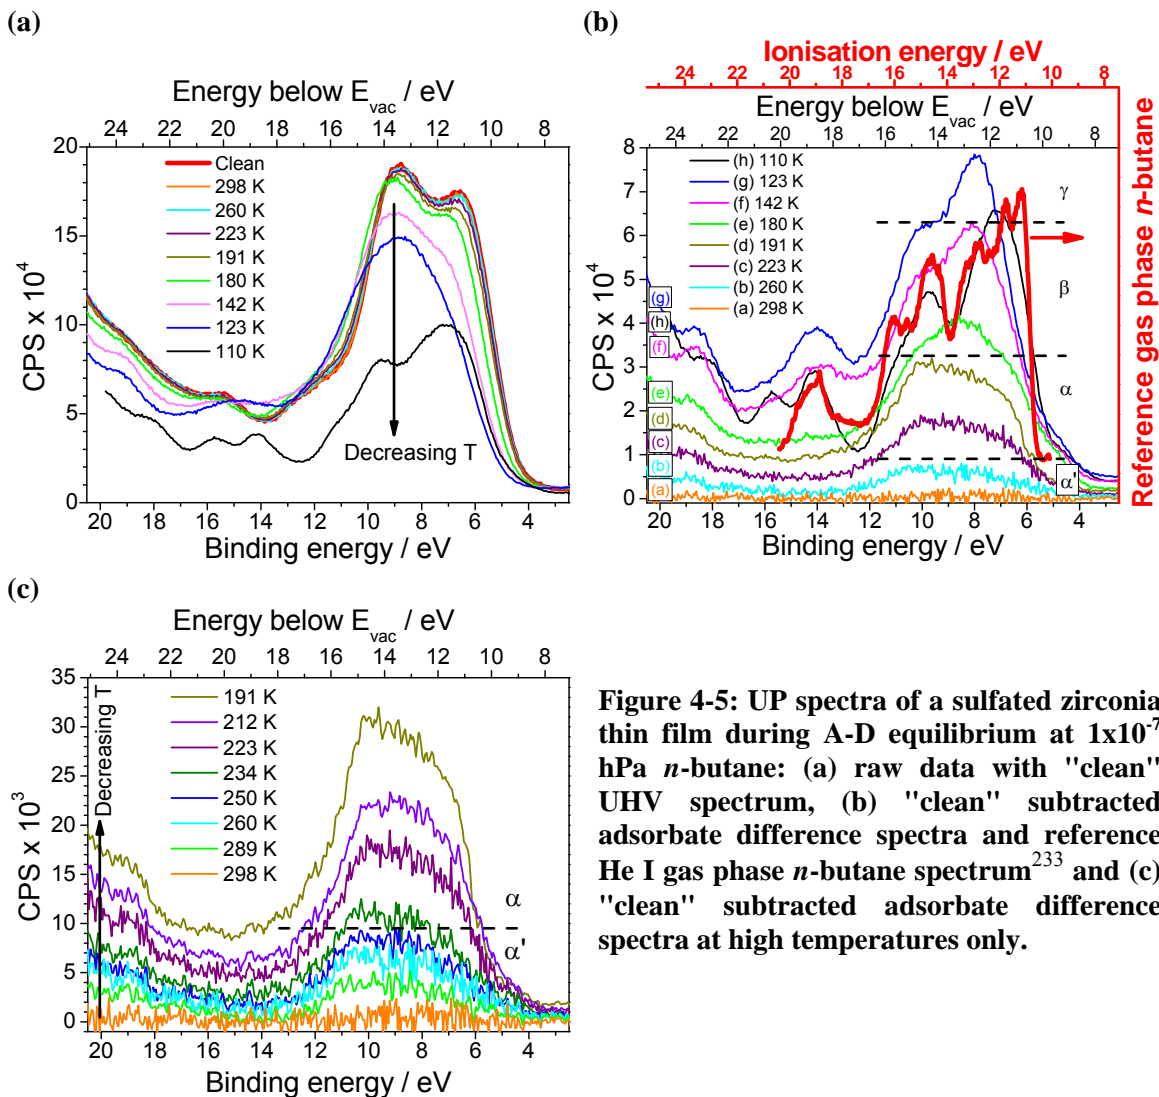 (a)
Energy below Evac / eV
24 22 20 18 16 14 12 10 8
20
15
10
5
0
CPS x 10^4
Clean
298 K
260 K
223 K
191 K
180 K
142 K
123 K
110 K
Decreasing T
20 18 16 14 12 10 8 6 4
Binding energy / eV
(b)
Ionisation energy / eV
24 22 20 18 16 14 12 10 8
Energy below Evac / eV
24 22 20 18 16 14 12 10 8
8
7
6
5
4
3
2
1
0
CPS x 10^4
(h) 110 K
(g) 123 K
(f) 142 K
(e) 180 K
(d) 191 K
(c) 223 K
(b) 260 K
(a) 298 K
γ
β
α
α'
(g)
(h)
(f)
(e)
(d)
(c)
(b)
(a)
20 18 16 14 12 10 8 6 4
Binding energy / eV
Reference gas phase n-butane
(c)
Energy below Evac / eV
24 22 20 18 16 14 12 10 8
35
30
25
20
15
10
5
0
CPS x 10^3
Decreasing T
191 K
212 K
223 K
234 K
250 K
260 K
289 K
298 K
α
α'
20 18 16 14 12 10 8 6 4
Binding energy / eV
Figure 4-5: UP spectra of a sulfated zirconia
thin film during A-D equilibrium at 1x10^-7
hPa n-butane: (a) raw data with "clean"
UHV spectrum, (b) "clean" subtracted
adsorbate difference spectra and reference
He I gas phase n-butane spectrum^233 and (c)
"clean" subtracted adsorbate difference
spectra at high temperatures only.